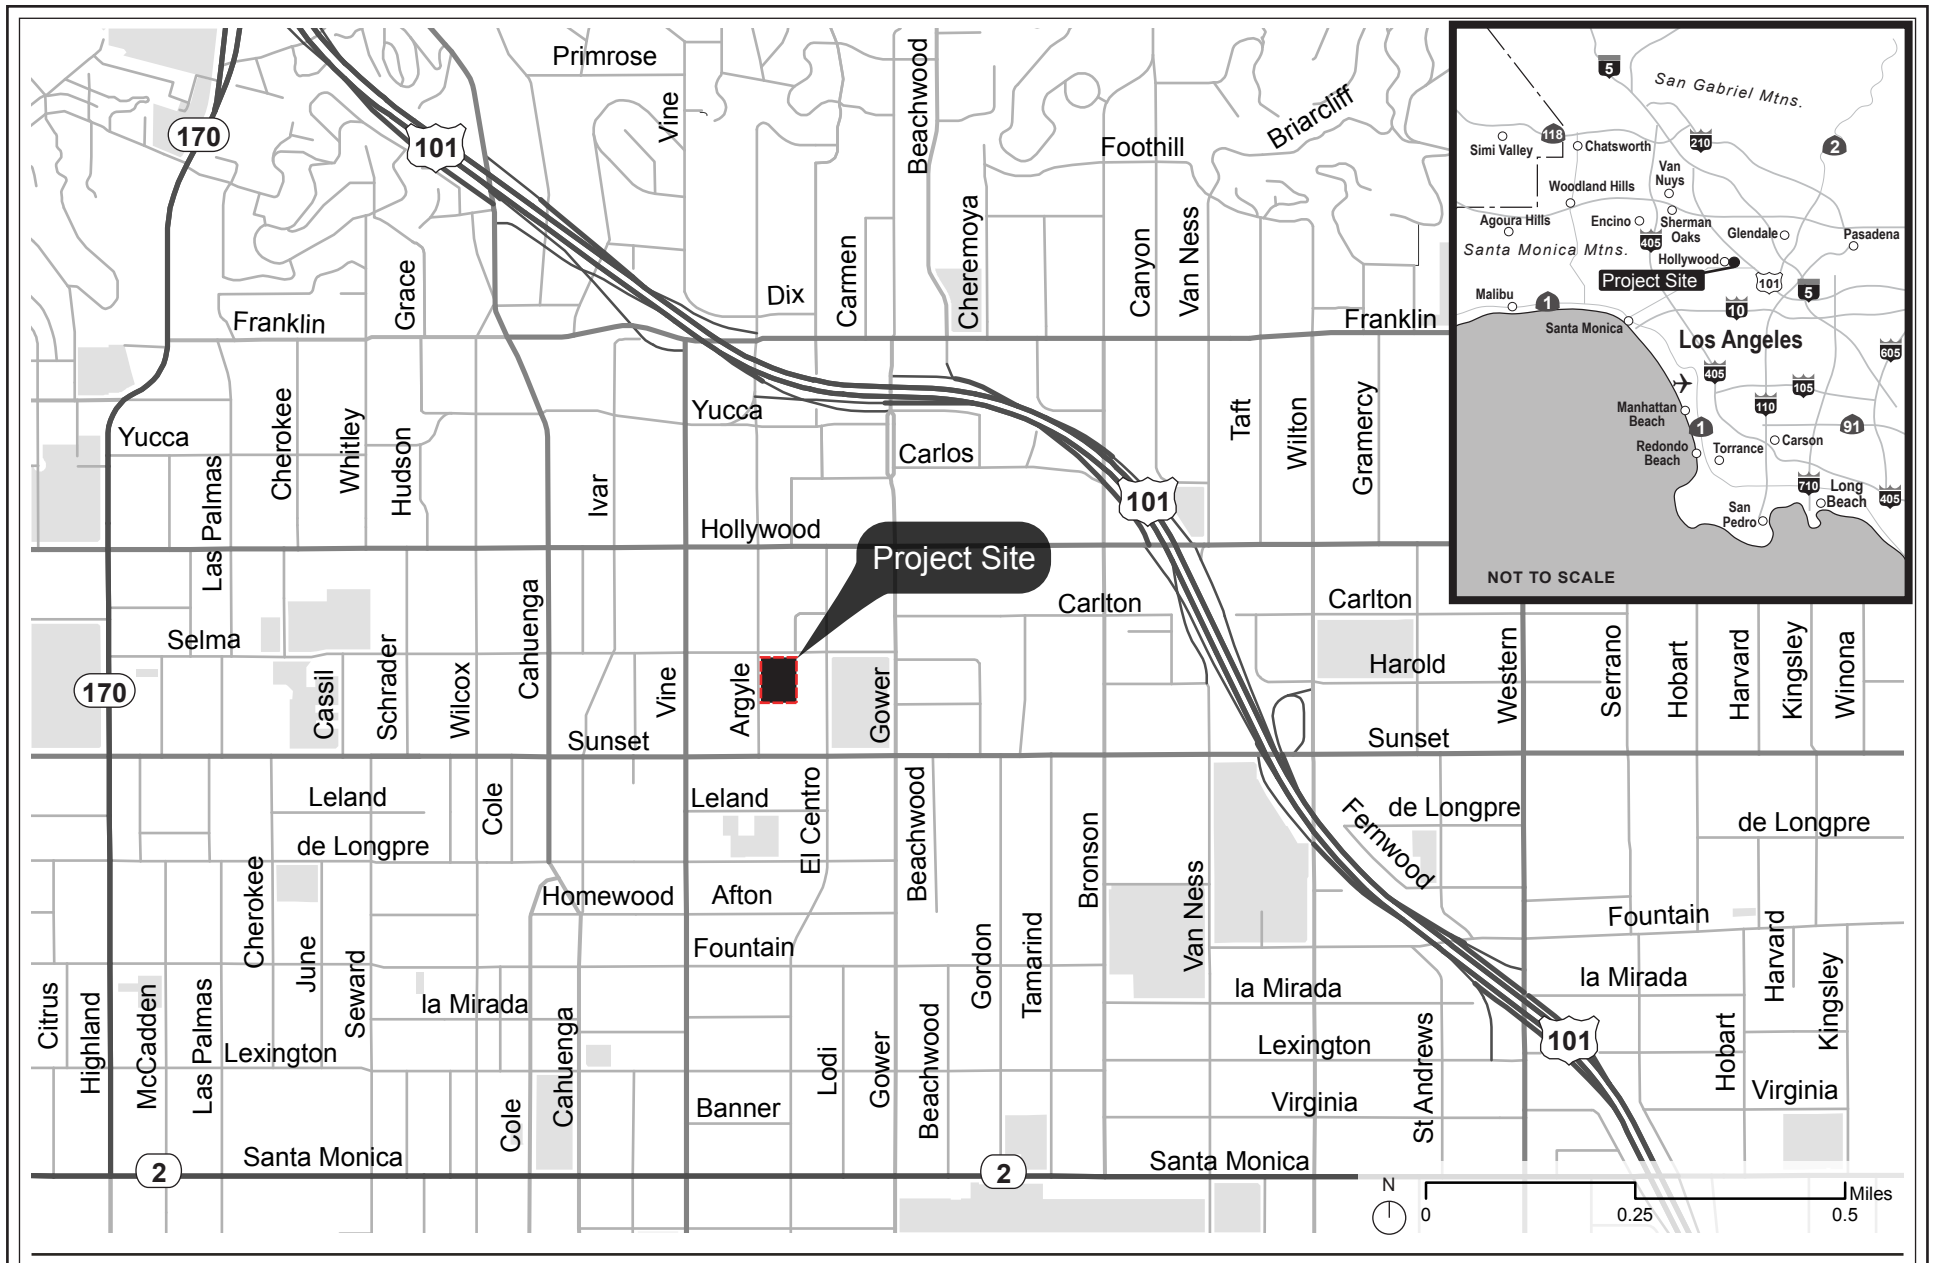 Primrose
Vine
Beachwood
Briarcliff
Foothill
170
101
Grace
Dix
Carmen
Cheremoya
Canyon
Van Ness
Franklin
Franklin
Yucca
Yucca
Las Palmas
Cherokee
Whitley
Hudson
Ivar
Carlos
Taft
Wilton
Gramercy
101
Hollywood
Project Site
Cahuenga
Carlton
Carlton
Selma
170
Cassil
Schrader
Wilcox
Vine
Argyle
Gower
Harold
Western
Serrano
Hobart
Harvard
Kingsley
Winona
Sunset
Sunset
Leland
Cole
Leland
El Centro
Beachwood
Bronson
Fernwood
de Longpre
de Longpre
de Longpre
Cherokee
Homewood
Afton
Van Ness
Fountain
Fountain
June
Seward
Gordon
Tamarind
Harvard
Kingsley
Citrus
Highland
McCadden
Las Palmas
la Mirada
la Mirada
la Mirada
Cahuenga
Lexington
Lexington
101
Lodi
Gower
Beachwood
St Andrews
Hobart
Cole
Banner
Virginia
Virginia
Santa Monica
Santa Monica
2
2
N
0
0.25
0.5
Miles
5
San Gabriel Mtns.
118
210
2
Simi Valley
Chatsworth
Van
Nuys
Woodland Hills
Agoura Hills
Encino
Sherman
Oaks
Glendale
Pasadena
405
Santa Monica Mtns.
Hollywood
Project Site
101
5
Malibu
1
10
Santa Monica
Los Angeles
605
405
105
Manhattan
Beach
110
1
91
Carson
Redondo
Beach
Torrance
710
Long
Beach
405
San
Pedro
NOT TO SCALE